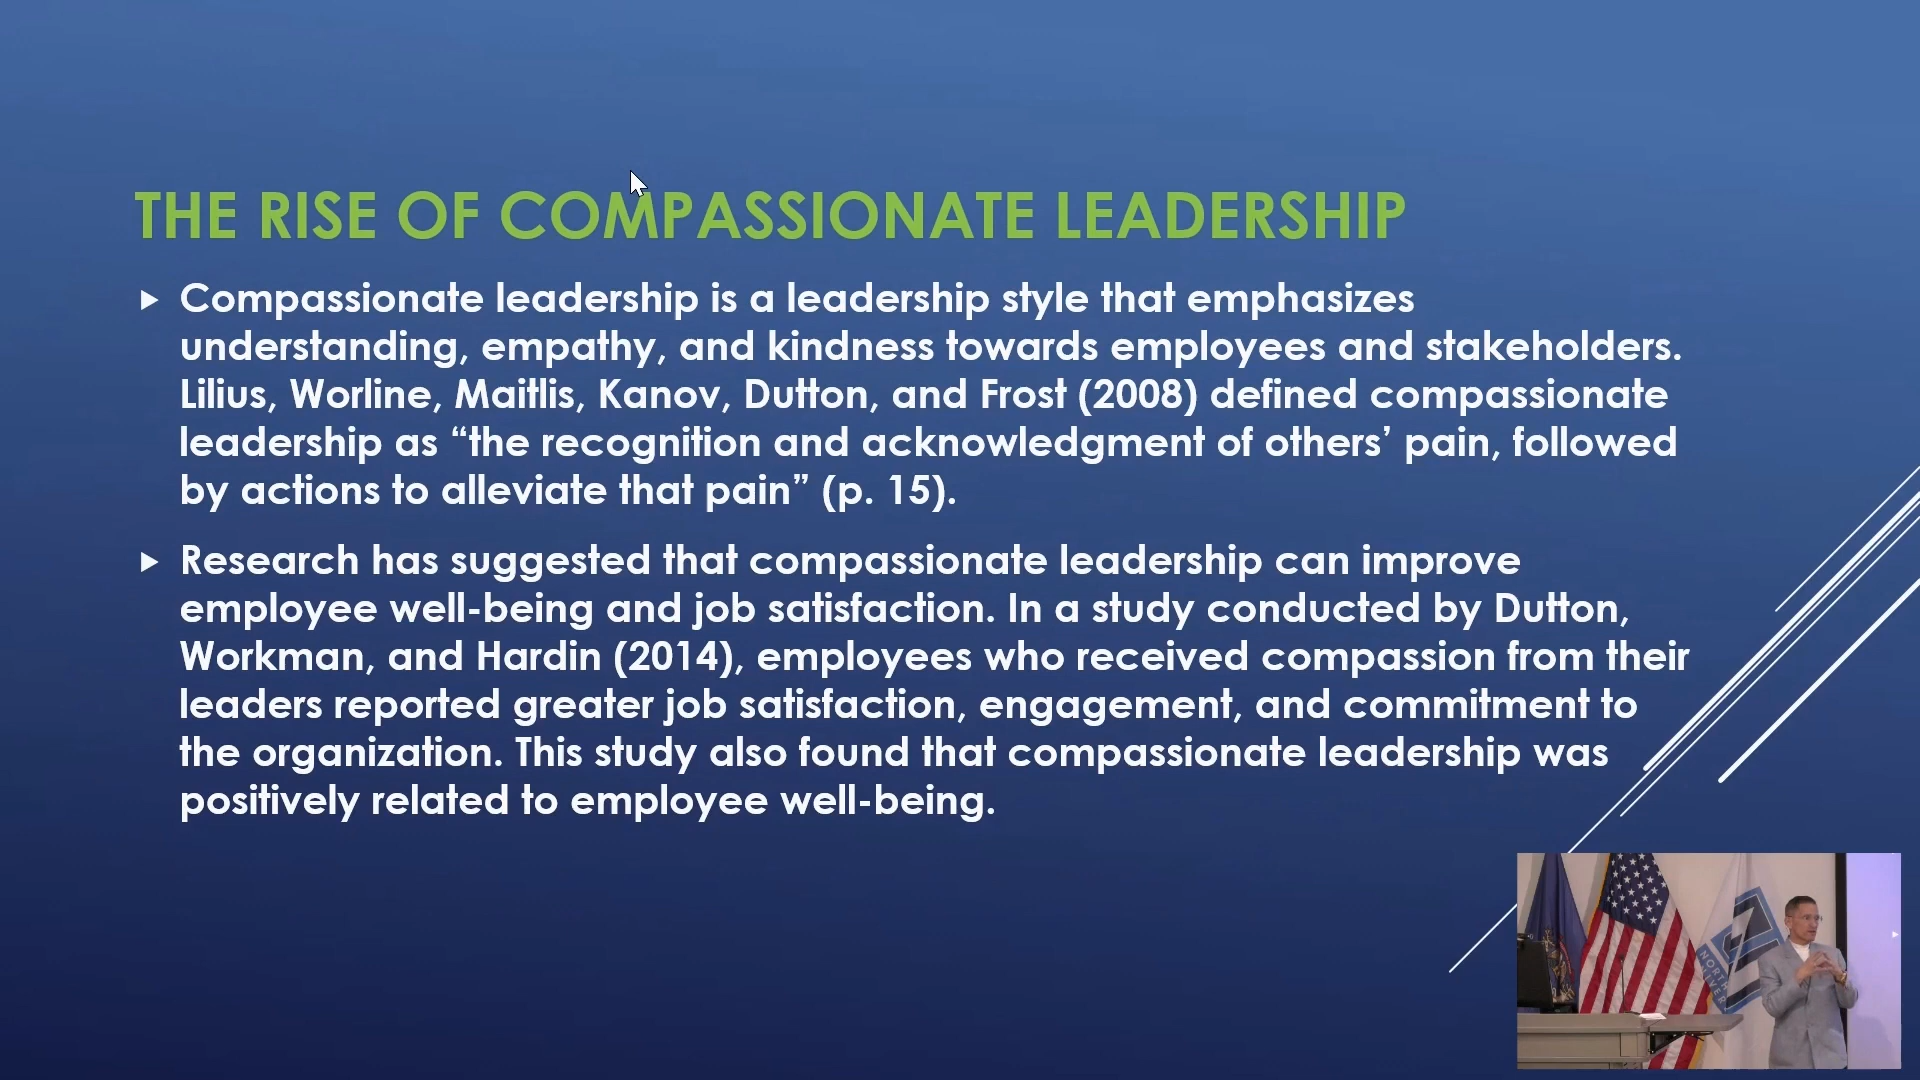 THE RISE OF COMPASSIONATE LEADERSHIP
Compassionate leadership is a leadership style that emphasizes
understanding, empathy, and kindness towards employees and stakeholders.
Lilius, Worline, Maitlis, Kanov, Dutton, and Frost (2008) defined compassionate
leadership as “the recognition and acknowledgment of others’ pain, followed
by actions to alleviate that pain” (p. 15).
Research has suggested that compassionate leadership can improve
employee well-being and job satisfaction. In a study conducted by Dutton,
Workman, and Hardin (2014), employees who received compassion from their
leaders reported greater job satisfaction, engagement, and commitment to
the organization. This study also found that compassionate leadership was
positively related to employee well-being.